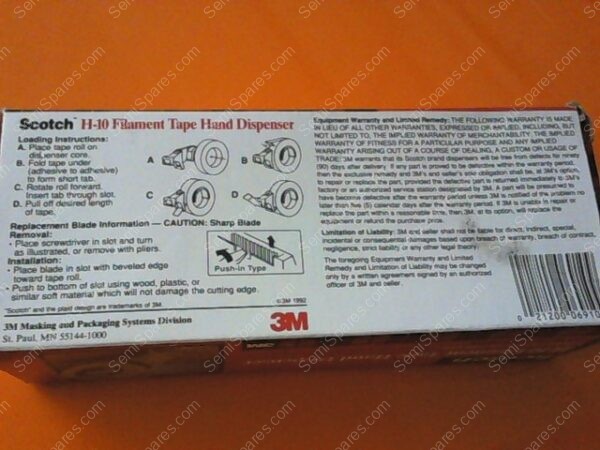 Scotch™ H-10 Filament Tape Hand Dispenser
Loading Instructions:
A. Place tape roll on
dispenser core.
B. Fold tape under
(adhesive to adhesive)
to form short tab.
C. Rotate roll forward.
Insert tab through slot.
D. Pull off desired length
of tape.
A
B
C
D
Replacement Blade Information — CAUTION: Sharp Blade
Removal:
• Place screwdriver in slot and turn
as illustrated, or remove with pliers.
Installation:
• Place blade in slot with beveled edge
toward tape roll.
• Push to bottom of slot using wood, plastic, or
similar soft material which will not damage the cutting edge.
Push-in Type
"Scotch" and the plaid design are trademarks of 3M.
©3M 1992
3M Masking and Packaging Systems Division
St. Paul, MN 55144-1000
3M
Equipment Warranty and Limited Remedy: THE FOLLOWING WARRANTY IS MADE
IN LIEU OF ALL OTHER WARRANTIES, EXPRESSED OR IMPLIED, INCLUDING, BUT
NOT LIMITED TO, THE IMPLIED WARRANTY OF MERCHANTABILITY, THE IMPLIED
WARRANTY OF FITNESS FOR A PARTICULAR PURPOSE AND ANY IMPLIED
WARRANTY ARISING OUT OF A COURSE OF DEALING, A CUSTOM OR USAGE OF
TRADE: 3M warrants that its Scotch brand dispensers will be free from defects for ninety
(90) days after delivery. If any part is proved to be defective within the warranty period,
then the exclusive remedy and 3M's and seller's sole obligation shall be, at 3M's option,
to repair or replace the part, provided the defective part is returned immediately to 3M's
factory or an authorized service station designated by 3M. A part will be presumed to
have become defective after the warranty period unless notice of the problem is
later than five (5) calendar days after the warranty period. If 3M is unable to repair or
replace the part within a reasonable time, then 3M, at its option, will replace the
equipment or refund the purchase price.
Limitation of Liability: 3M and seller shall not be liable for direct, indirect, special,
incidental or consequential damages based upon breach of warranty, breach of contract,
negligence, strict liability or any other legal theory.
The foregoing Equipment Warranty and Limited
Remedy and Limitation of Liability may be changed
only by a written agreement signed by an authorized
officer of 3M and seller.
0 21200 06910
SemiSpares.com